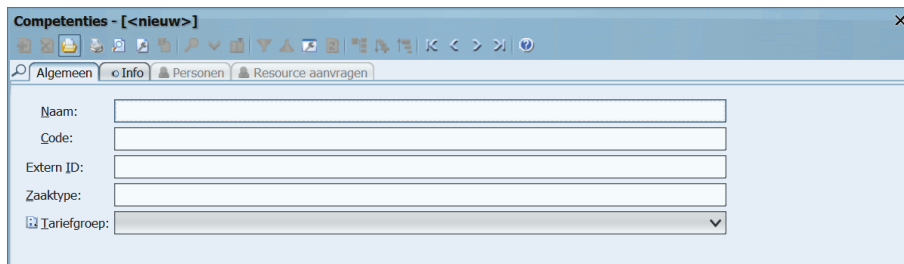 Competenties - [<nieuw>]
Algemeen Info Personen Resource aanvragen
Naam:
Code:
Extern ID:
Zaaktype:
Tariefgroep: